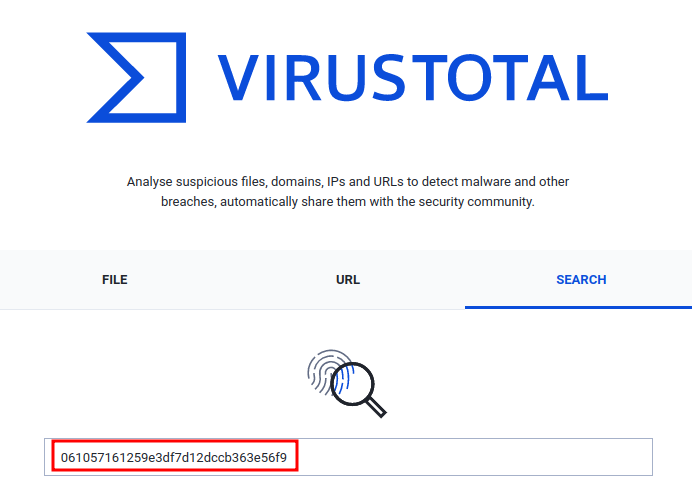 VIRUSTOTAL
Analyse suspicious files, domains, IPs and URLs to detect malware and other
breaches, automatically share them with the security community.
FILE
URL
SEARCH
061057161259e3df7d12dccb363e56f9